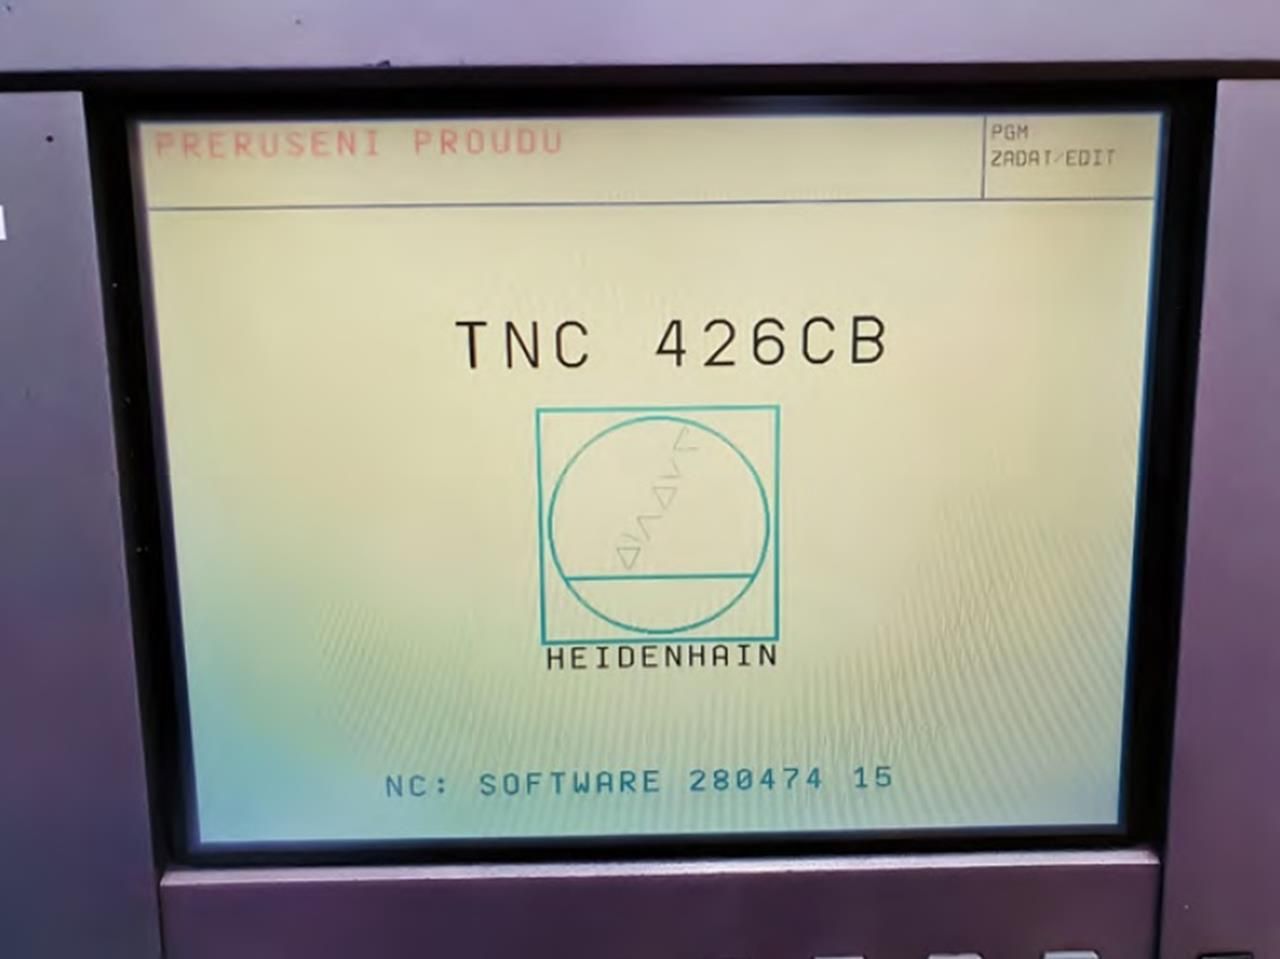 PRERUSENI PROUDU
PGM
ZADAT/EDIT
TNC 426CB
HEIDENHAIN
NC: SOFTWARE 280474 15